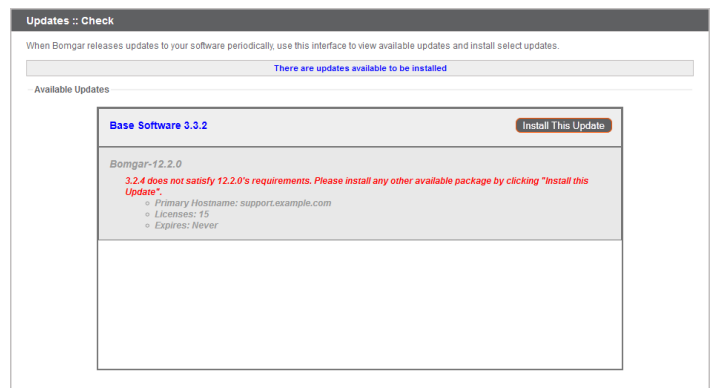 Updates :: Check
When Bomgar releases updates to your software periodically, use this interface to view available updates and install select updates.
There are updates available to be installed
Available Updates
Base Software 3.3.2
Install This Update
Bomgar-12.2.0
3.2.4 does not satisfy 12.2.0's requirements. Please install any other available package by clicking "Install this
Update".
Primary Hostname: support.example.com
Licenses: 15
Expires: Never